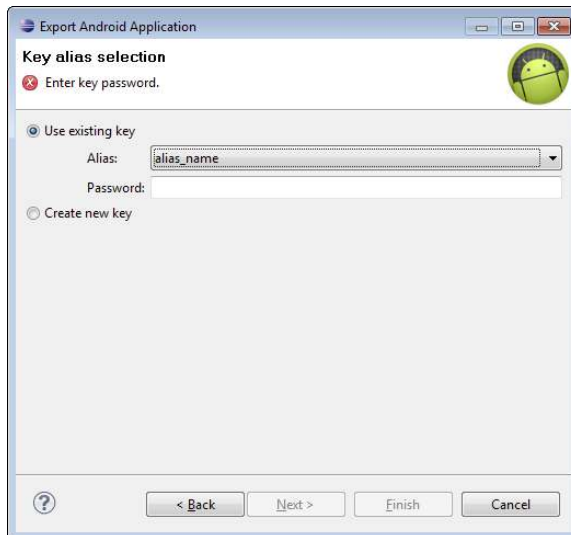 Export Android Application
Key alias selection
Enter key password.
Use existing key
Alias: alias_name
Password:
Create new key
? < Back Next > Finish Cancel